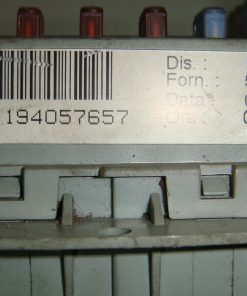 194057657
Dis. :
Forn. :
Data :
Ora :